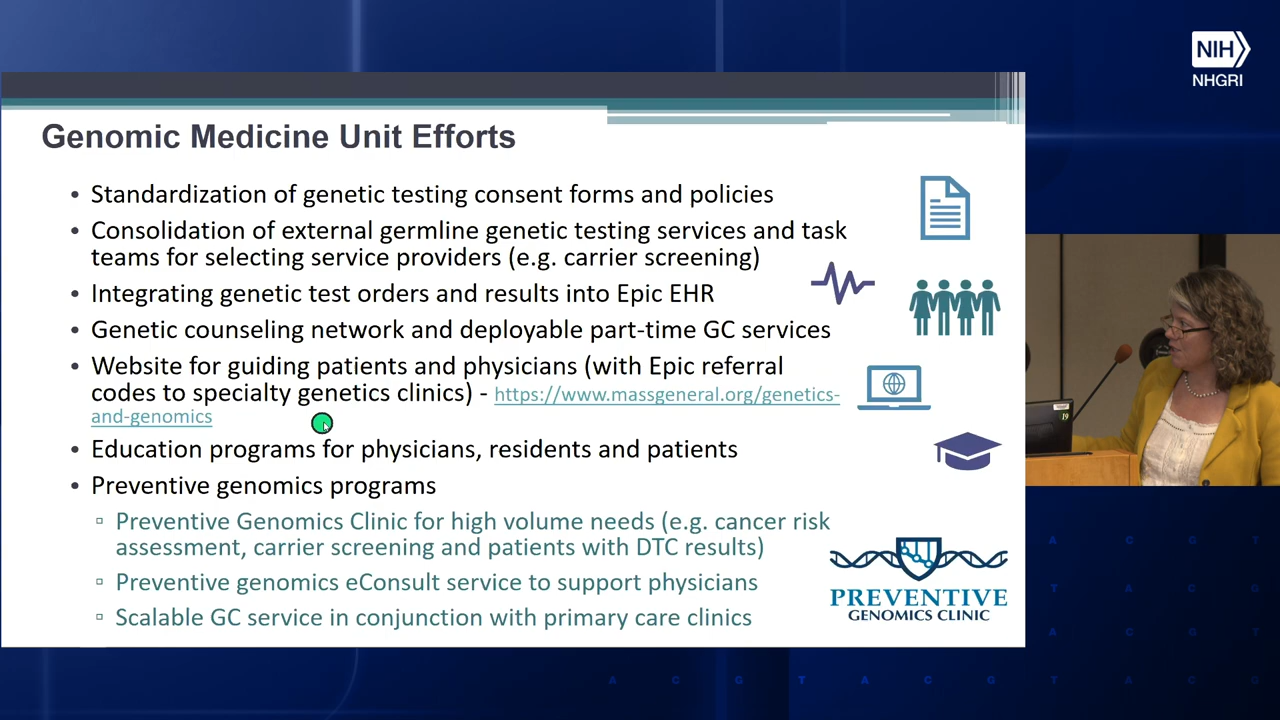 NIH
NHGRI
Genomic Medicine Unit Efforts
• Standardization of genetic testing consent forms and policies
• Consolidation of external germline genetic testing services and task
teams for selecting service providers (e.g. carrier screening)
• Integrating genetic test orders and results into Epic EHR
• Genetic counseling network and deployable part-time GC services
• Website for guiding patients and physicians (with Epic referral
codes to specialty genetics clinics) - https://www.massgeneral.org/genetics-
and-genomics
• Education programs for physicians, residents and patients
• Preventive genomics programs
▫ Preventive Genomics Clinic for high volume needs (e.g. cancer risk
assessment, carrier screening and patients with DTC results)
▫ Preventive genomics eConsult service to support physicians
▫ Scalable GC service in conjunction with primary care clinics
PREVENTIVE
GENOMICS CLINIC
19
A C G T
A C G T
A C G T
A C G T A C G T A C G T